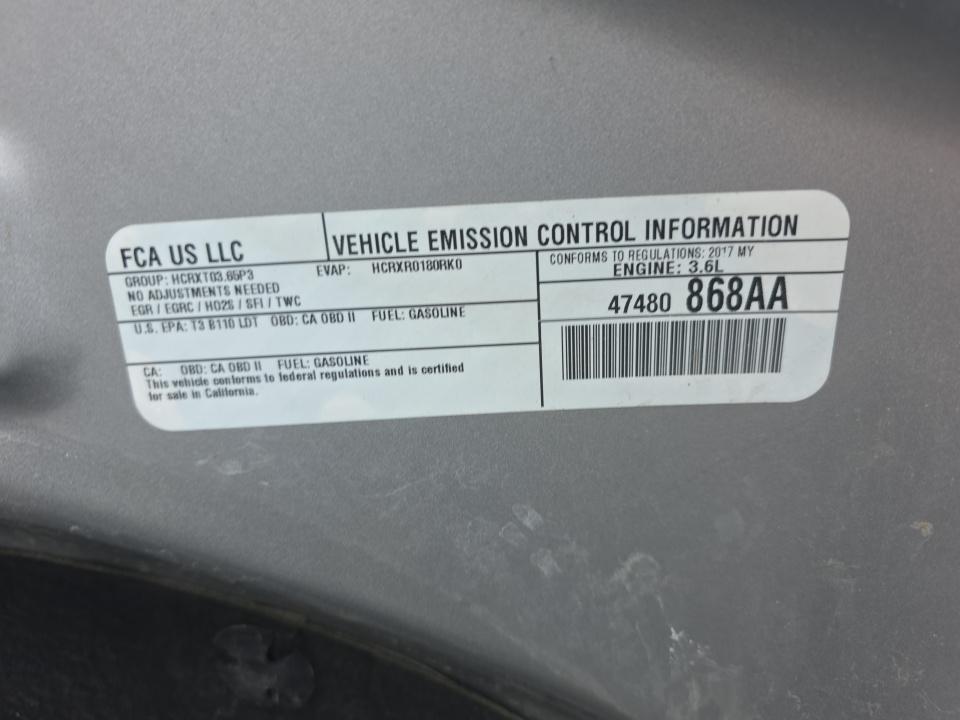 FCA US LLC
VEHICLE EMISSION CONTROL INFORMATION
GROUP: HCRXT03.65P3 EVAP: HCRXR0180RK0
NO ADJUSTMENTS NEEDED
EGR / EGRC / HO2S / SFI / TWC
CONFORMS TO REGULATIONS: 2017 MY
ENGINE: 3.6L
U.S. EPA: T3 B110 LDT OBD: CA OBD II FUEL: GASOLINE
47480 868AA
CA: OBD: CA OBD II FUEL: GASOLINE
This vehicle conforms to federal regulations and is certified
for sale in California.